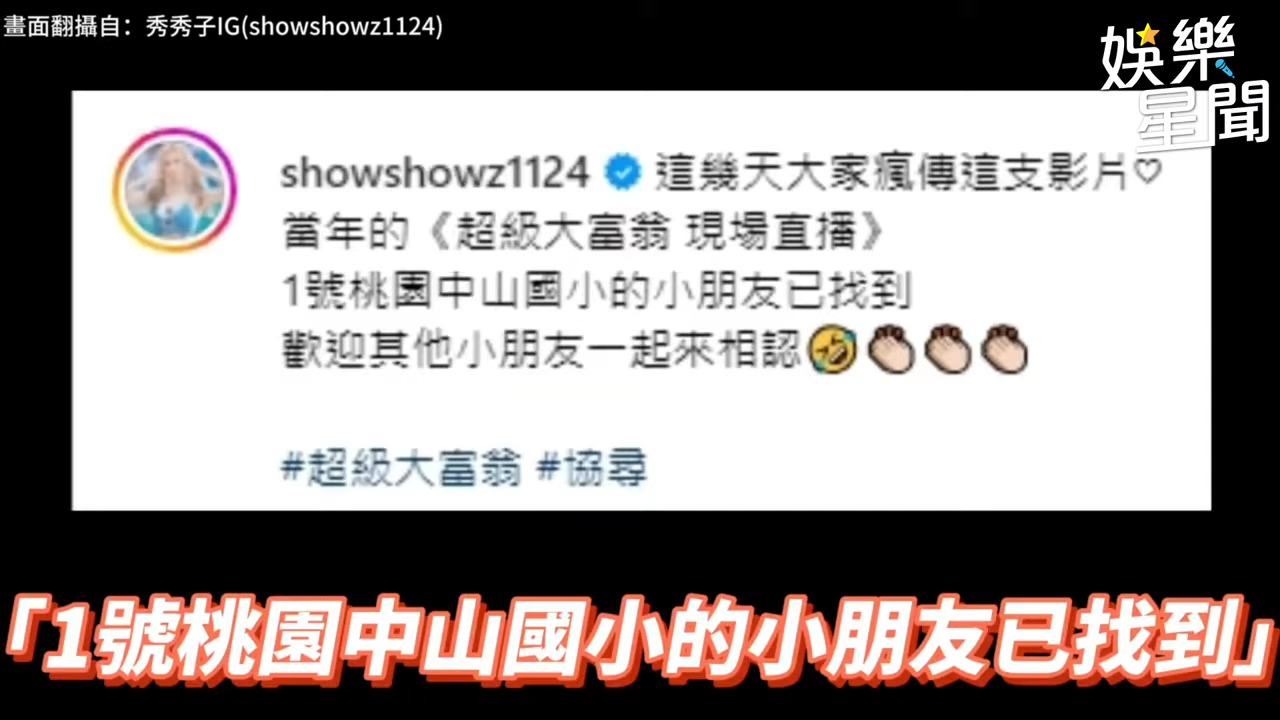 畫面翻攝自：秀秀子IG(showshowz1124)
娛樂
星聞
showshowz1124 這幾天大家瘋傳這支影片♡
當年的《超級大富翁 現場直播》
1號桃園中山國小的小朋友已找到
歡迎其他小朋友一起來相認🤣👏🏻👏🏻👏🏻
#超級大富翁 #協尋
「1號桃園中山國小的小朋友已找到」